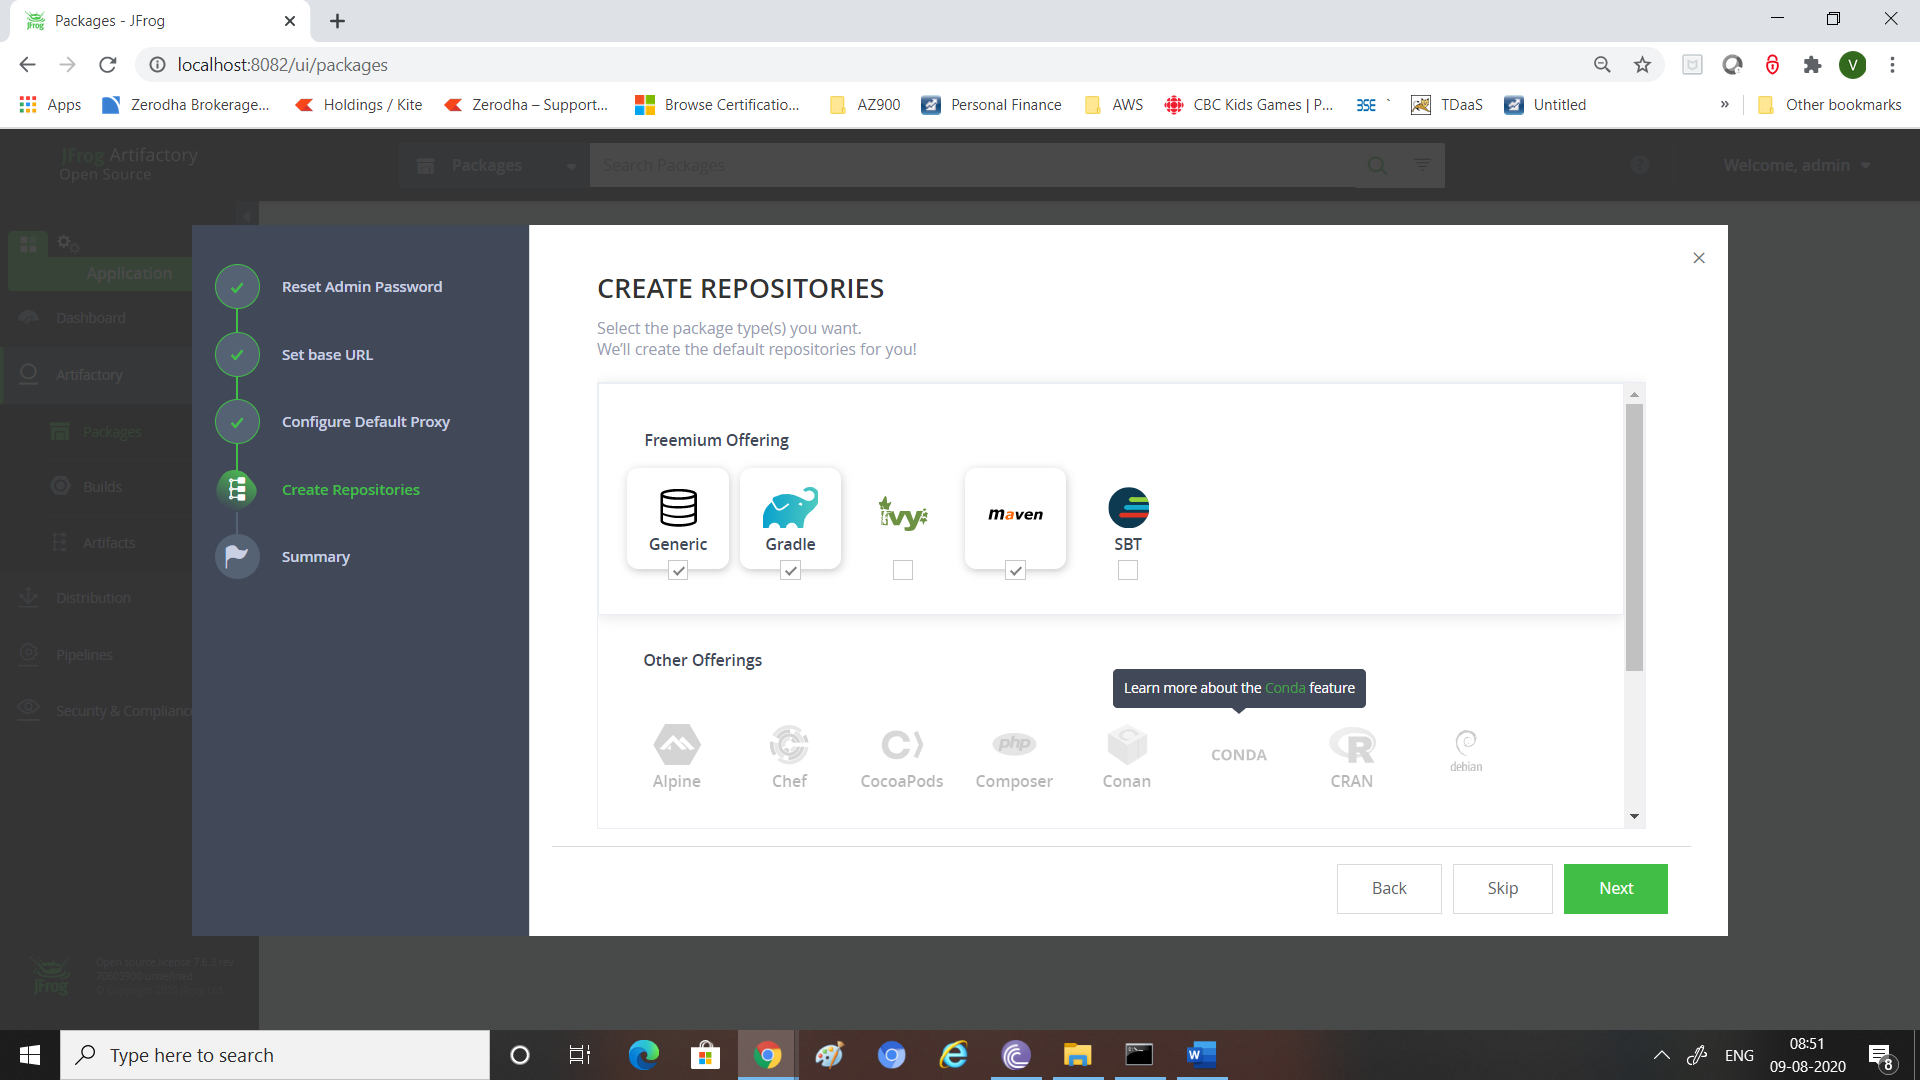 Packages - JFrog
localhost:8082/ui/packages
V
Apps
Zerodha Brokerage...
Holdings / Kite
Zerodha – Support...
Browse Certificatio...
AZ900
Personal Finance
AWS
CBC Kids Games | P...
BSE `
TDaaS
Untitled
»
Other bookmarks
JFrog Artifactory
Open Source
Packages
Search Packages
Welcome, admin
Application
Dashboard
Artifactory
Packages
Builds
Artifacts
Distribution
Pipelines
Security & Compliance
JFrog
Reset Admin Password
Set base URL
Configure Default Proxy
Create Repositories
Summary
CREATE REPOSITORIES
Select the package type(s) you want.
We'll create the default repositories for you!
Freemium Offering
Generic
Gradle
ivy
maven
SBT
Other Offerings
Learn more about the Conda feature
Alpine
Chef
CocoaPods
php
Composer
Conan
CONDA
CRAN
debian
Back
Skip
Next
Type here to search
ENG
08:51
09-08-2020
8